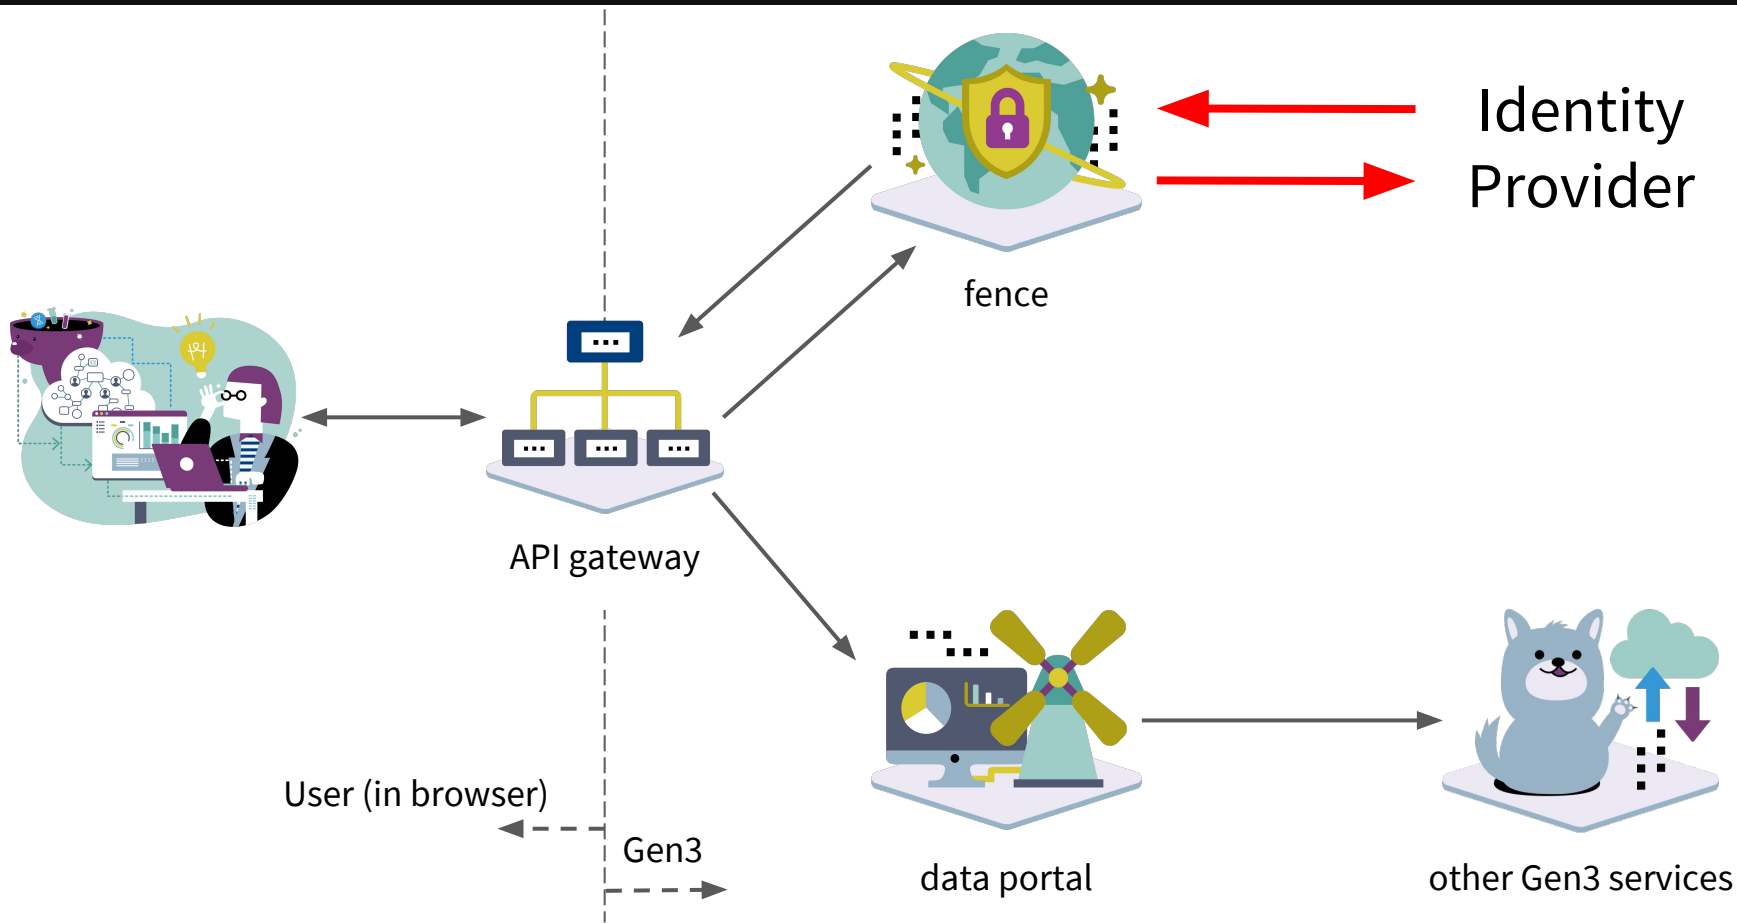 Identity
Provider
fence
API gateway
User (in browser)
Gen3
data portal
other Gen3 services